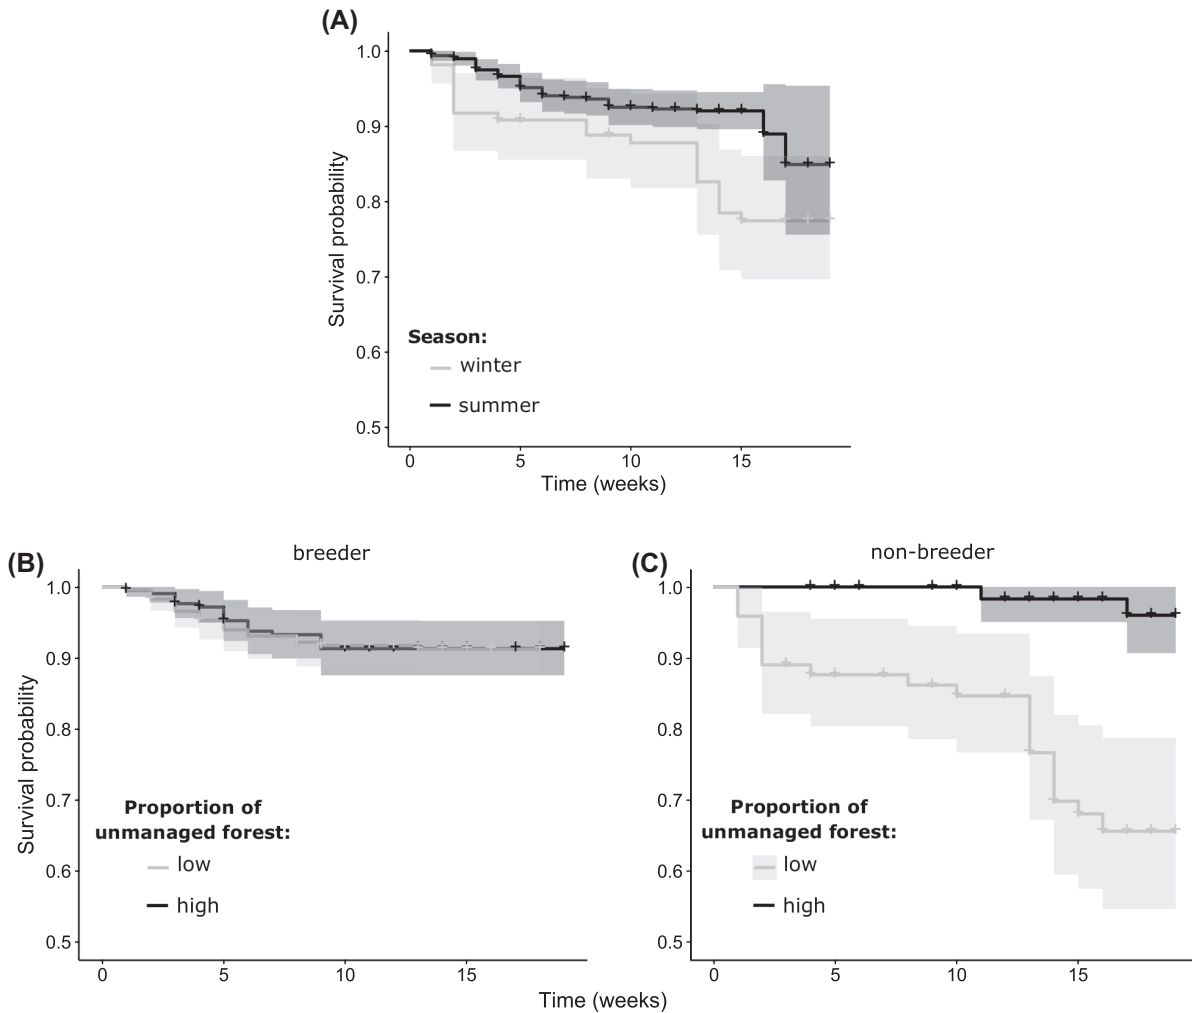 (A)
1.0
0.9
0.8
0.7
0.6
0.5
Survival probability
Season:
winter
summer
0 5 10 15
Time (weeks)
(B)
breeder
1.0
0.9
0.8
0.7
0.6
0.5
Survival probability
Proportion of
unmanaged forest:
low
high
0 5 10 15
(C)
non-breeder
1.0
0.9
0.8
0.7
0.6
0.5
Proportion of
unmanaged forest:
low
high
0 5 10 15
Time (weeks)